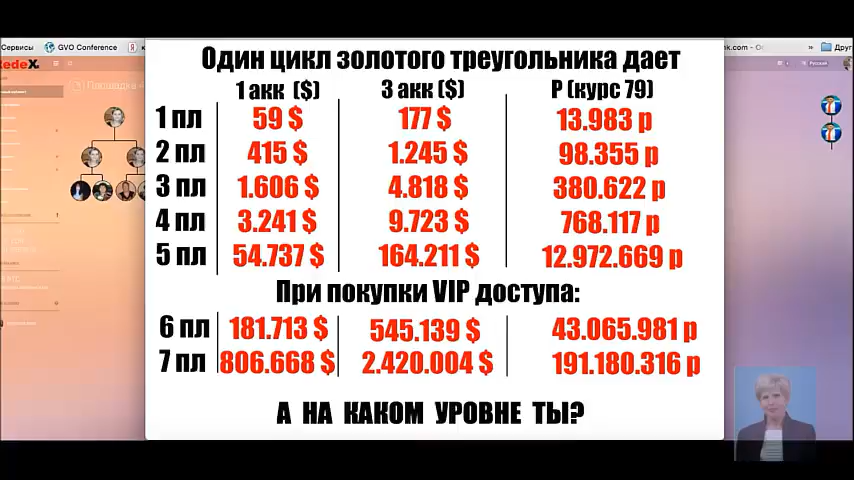 Сервисы GVO Conference
RedeX
Один цикл золотого треугольника дает
1 акк ($) 3 акк ($) Р (курс 79)
1 пл 59 $ 177 $ 13.983 р
2 пл 415 $ 1.245 $ 98.355 р
3 пл 1.606 $ 4.818 $ 380.622 р
4 пл 3.241 $ 9.723 $ 768.117 р
5 пл 54.737 $ 164.211 $ 12.972.669 р
При покупки VIP доступа:
6 пл 181.713 $ 545.139 $ 43.065.981 р
7 пл 806.668 $ 2.420.004 $ 191.180.316 р
А НА КАКОМ УРОВНЕ ТЫ?